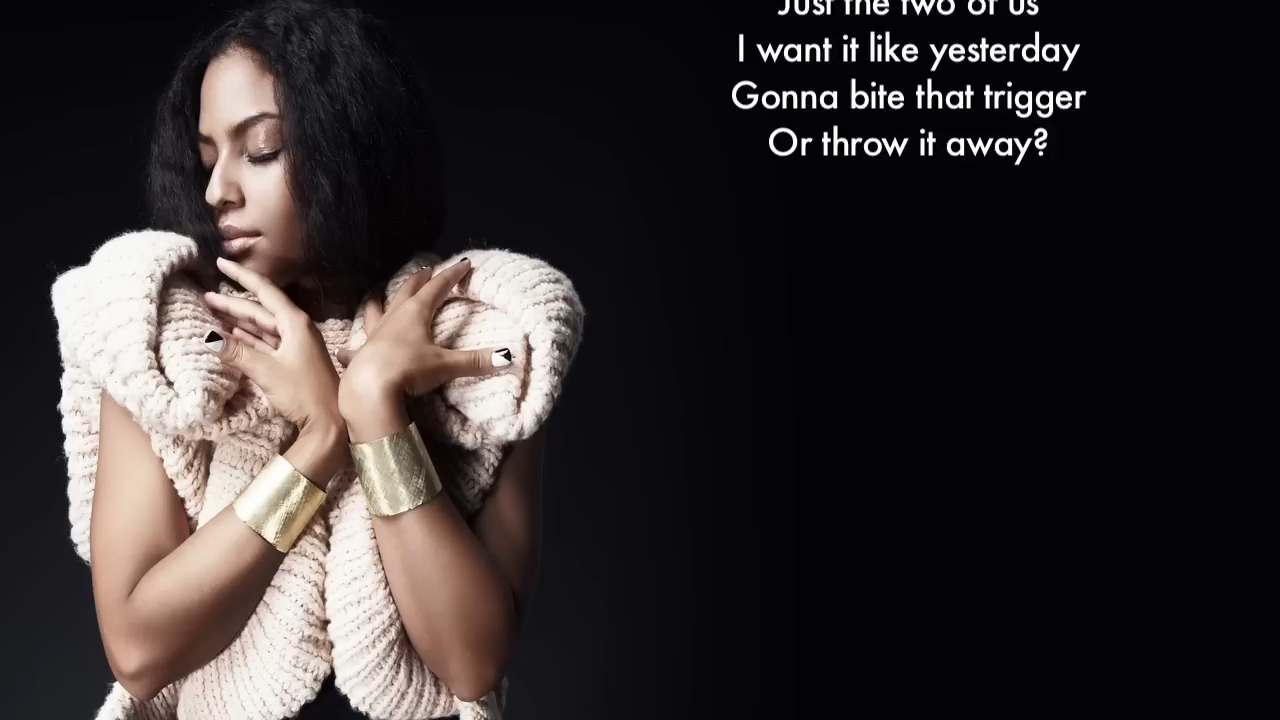 Just the two of us
I want it like yesterday
Gonna bite that trigger
Or throw it away?